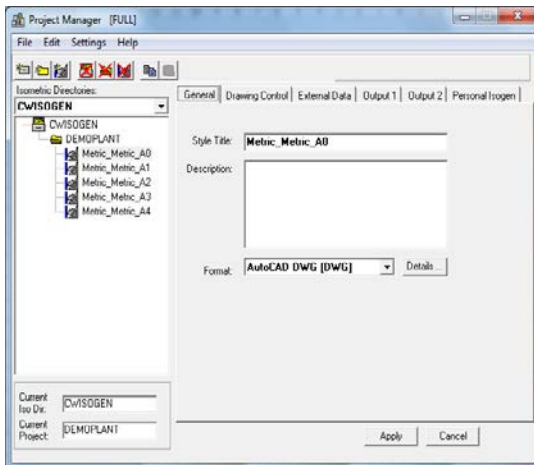 Project Manager [FULL]
File Edit Settings Help
Isometric Directories:
CWISOGEN
CWISOGEN
DEMOPLANT
Metric_Metric_A0
Metric_Metric_A1
Metric_Metric_A2
Metric_Metric_A3
Metric_Metric_A4
General Drawing Control External Data Output 1 Output 2 Personal Isogen
Style Title: Metric_Metric_A0
Description:
Format: AutoCAD DWG [DWG] Details ...
Current Iso Dir: CWISOGEN
Current Project: DEMOPLANT
Apply Cancel